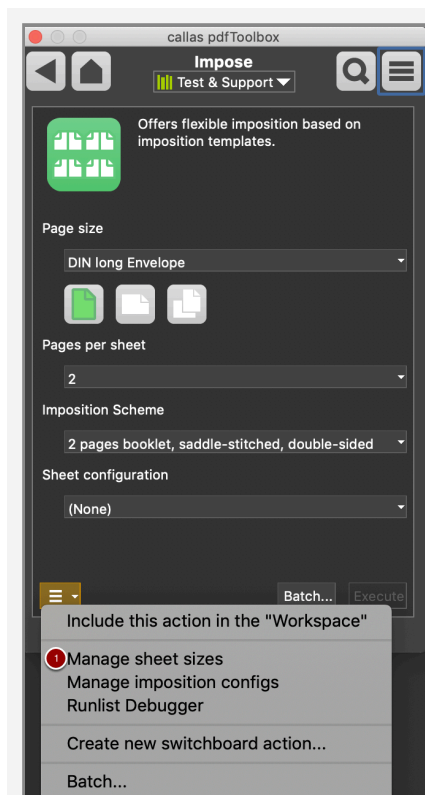 callas pdfToolbox
Impose
Test & Support
Offers flexible imposition based on
imposition templates.
Page size
DIN long Envelope
Pages per sheet
2
Imposition Scheme
2 pages booklet, saddle-stitched, double-sided
Sheet configuration
(None)
Batch... Execute
Include this action in the "Workspace"
1 Manage sheet sizes
Manage imposition configs
Runlist Debugger
Create new switchboard action...
Batch...